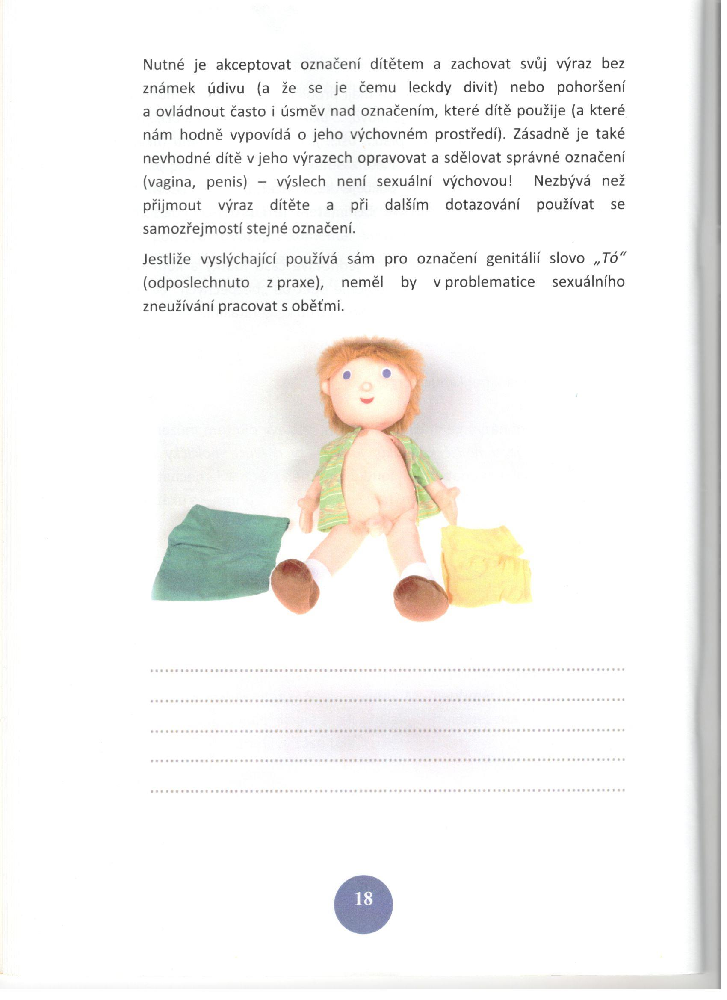 Nutné je akceptovat označení dítětem a zachovat svůj výraz bez
známek údivu (a že se je čemu leckdy divit) nebo pohoršení
a ovládnout často i úsměv nad označením, které dítě použije (a které
nám hodně vypovídá o jeho výchovném prostředí). Zásadně je také
nevhodné dítě v jeho výrazech opravovat a sdělovat správné označení
(vagina, penis) – výslech není sexuální výchovou! Nezbývá než
přijmout výraz dítěte a při dalším dotazování používat se
samozřejmostí stejné označení.
Jestliže vyslýchající používá sám pro označení genitálií slovo „Tó“
(odposlechnuto z praxe), neměl by v problematice sexuálního
zneužívání pracovat s oběťmi.
18